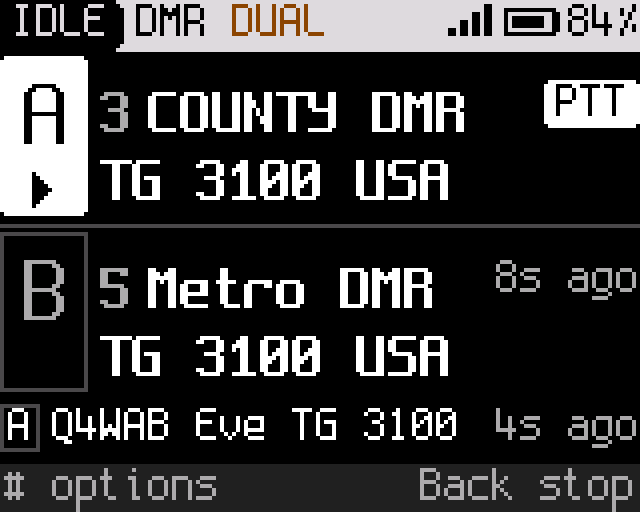 IDLE DMR DUAL 84%
A 3 COUNTY DMR PTT
TG 3100 USA
B 5 Metro DMR 8s ago
TG 3100 USA
A Q4WAB Eve TG 3100 4s ago
# options Back stop